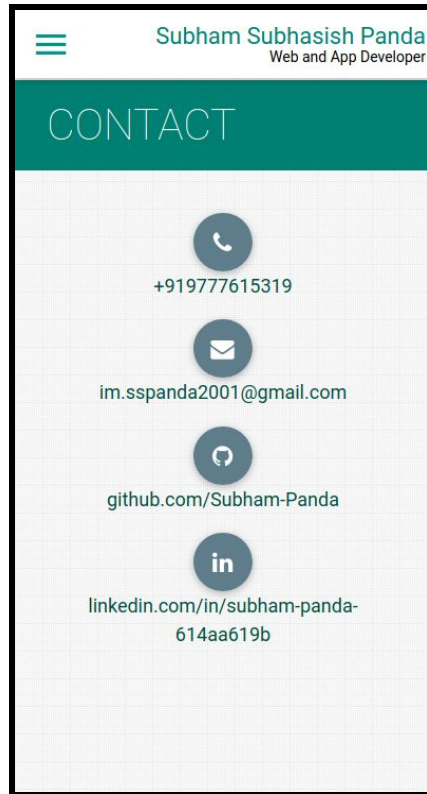 Subham Subhasish Panda
Web and App Developer
CONTACT
+919777615319
im.sspanda2001@gmail.com
github.com/Subham-Panda
in
linkedin.com/in/subham-panda-
614aa619b